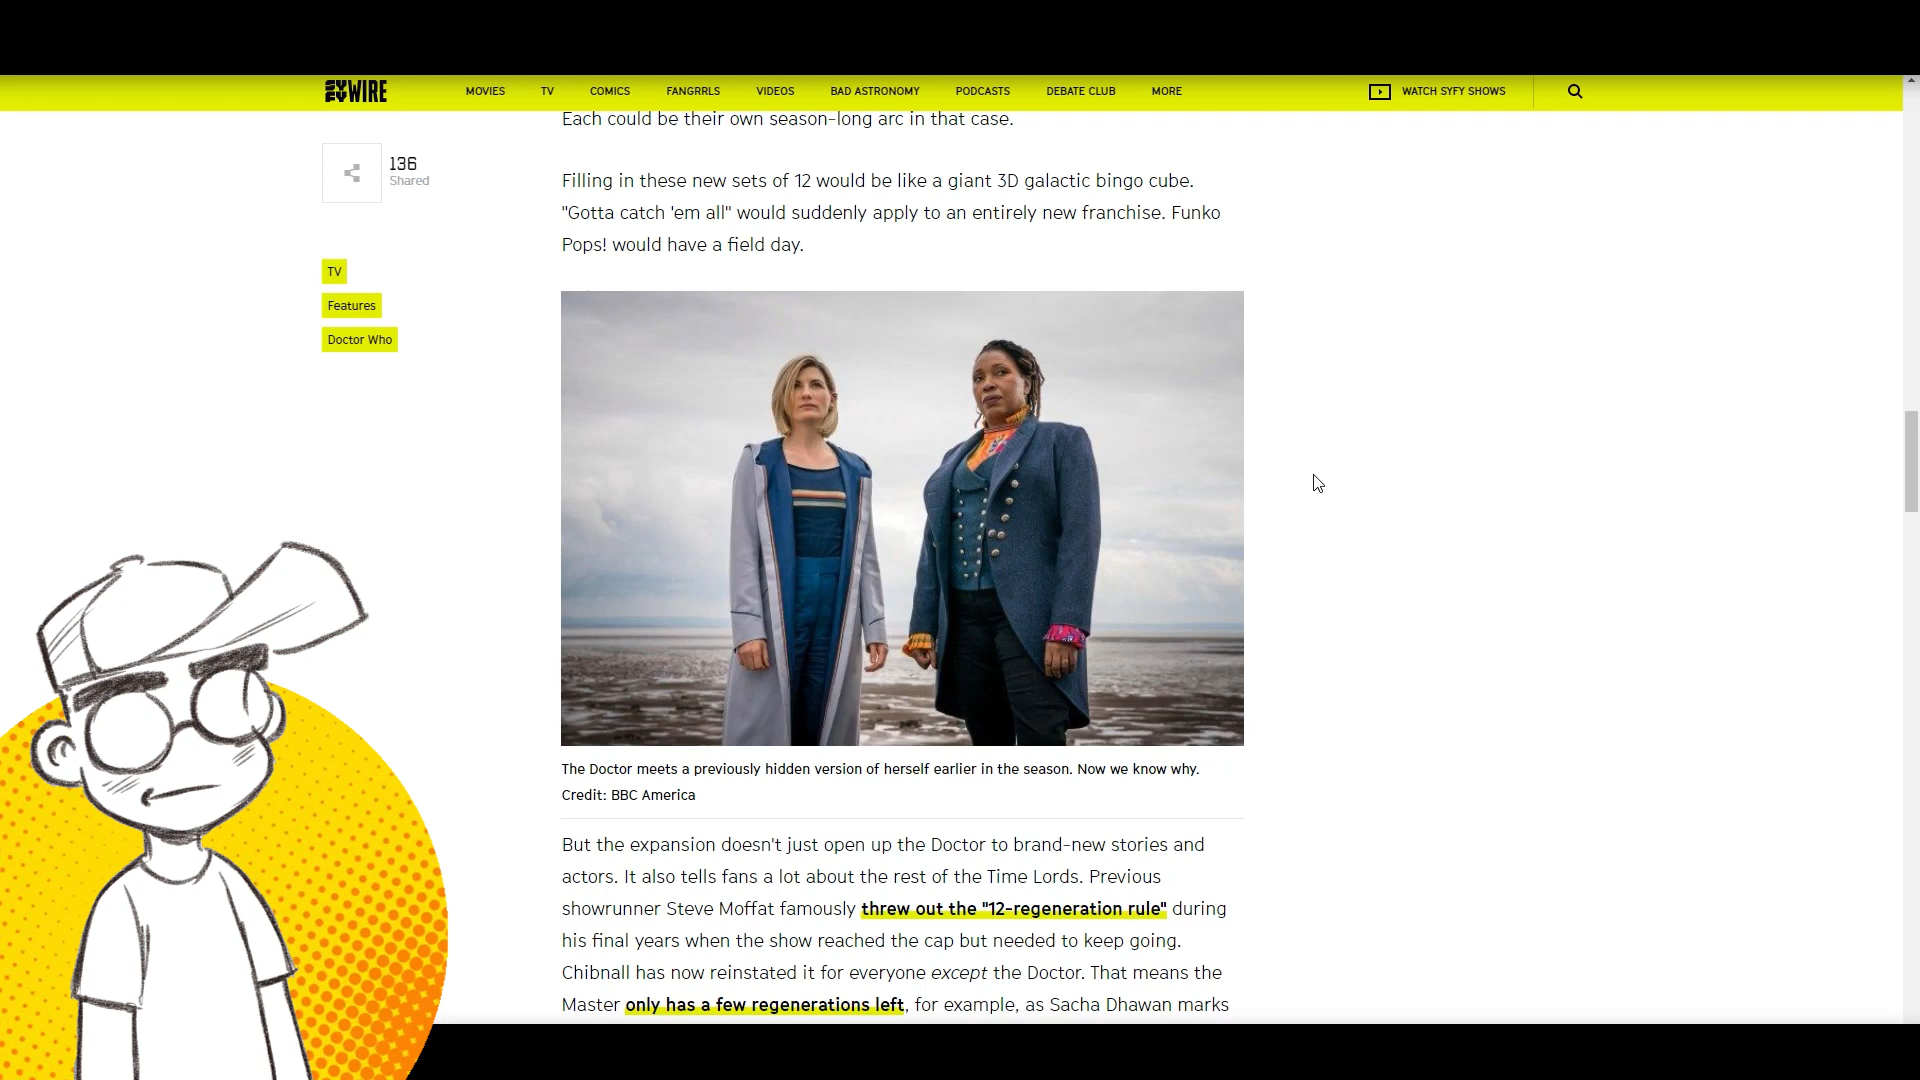 SYFY WIRE
MOVIES TV COMICS FANGRRLS VIDEOS BAD ASTRONOMY PODCASTS DEBATE CLUB MORE WATCH SYFY SHOWS
Each could be their own season-long arc in that case.
136
Shared
Filling in these new sets of 12 would be like a giant 3D galactic bingo cube.
"Gotta catch 'em all" would suddenly apply to an entirely new franchise. Funko
Pops! would have a field day.
TV
Features
Doctor Who
The Doctor meets a previously hidden version of herself earlier in the season. Now we know why.
Credit: BBC America
But the expansion doesn't just open up the Doctor to brand-new stories and
actors. It also tells fans a lot about the rest of the Time Lords. Previous
showrunner Steve Moffat famously threw out the "12-regeneration rule" during
his final years when the show reached the cap but needed to keep going.
Chibnall has now reinstated it for everyone except the Doctor. That means the
Master only has a few regenerations left, for example, as Sacha Dhawan marks